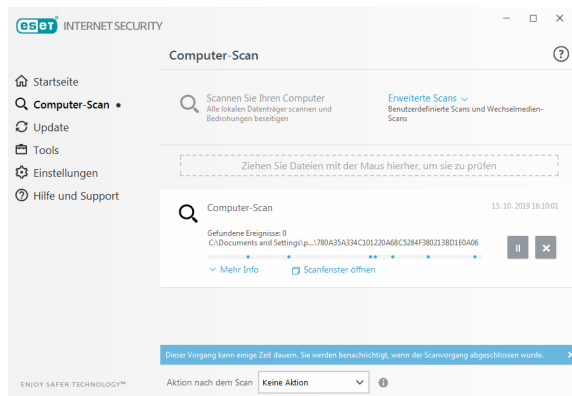 eset INTERNET SECURITY
Computer-Scan
?
Startseite
Computer-Scan
Update
Tools
Einstellungen
Hilfe und Support
Scannen Sie Ihren Computer
Alle lokalen Datenträger scannen und
Bedrohungen beseitigen
Erweiterte Scans
Benutzerdefinierte Scans und Wechselmedien-
Scans
Ziehen Sie Dateien mit der Maus hierher, um sie zu prüfen
Computer-Scan
15. 10. 2019 16:10:01
Gefundene Ereignisse: 0
C:\Documents and Settings\p...\780A35A334C101220A68C5284F3802138D1E0A06
Mehr Info
Scanfenster öffnen
Dieser Vorgang kann einige Zeit dauern. Sie werden benachrichtigt, wenn der Scanvorgang abgeschlossen wurde.
ENJOY SAFER TECHNOLOGY™
Aktion nach dem Scan
Keine Aktion